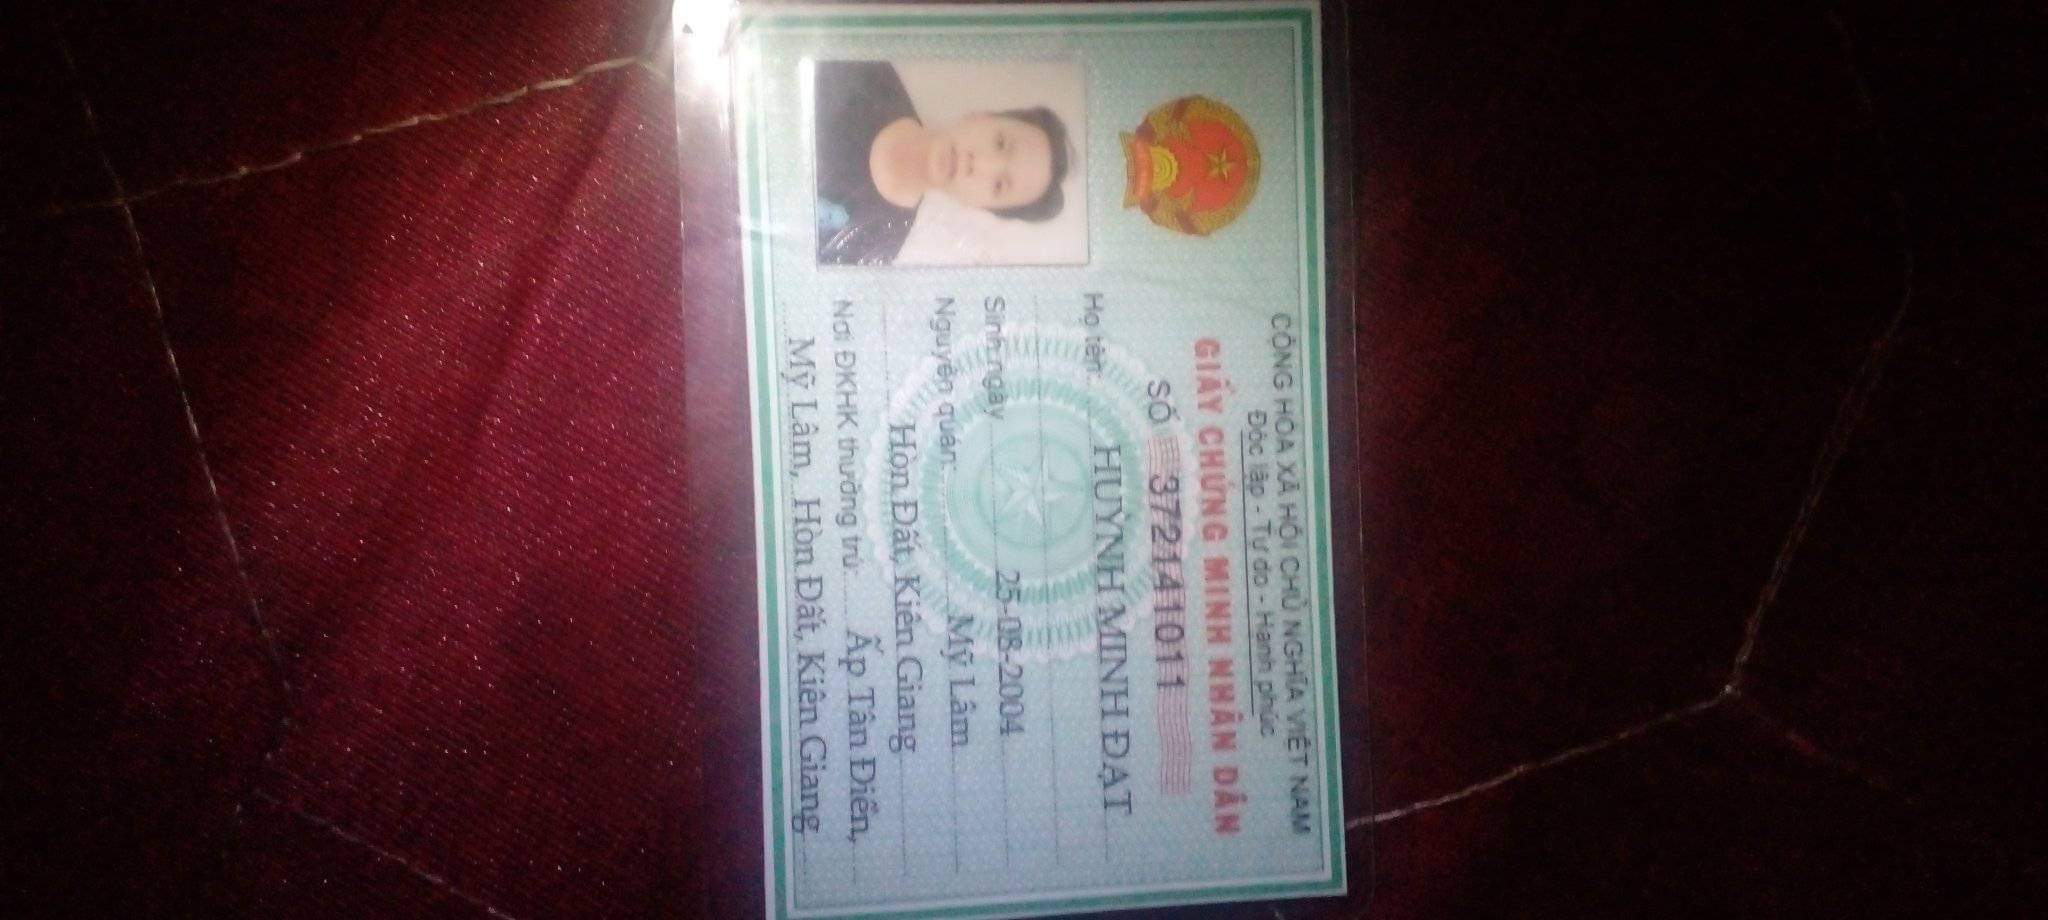 CỘNG HÒA XÃ HỘI CHỦ NGHĨA VIỆT NAM
Độc lập - Tự do - Hạnh phúc
GIẤY CHỨNG MINH NHÂN DÂN
SỐ 372141011
Họ tên: HUỲNH MINH ĐẠT
Sinh ngày 25-08-2004
Nguyên quán: Mỹ Lâm
Hòn Đất, Kiên Giang
Nơi ĐKHK thường trú: Ấp Tân Điền,
Mỹ Lâm, Hòn Đất, Kiên Giang